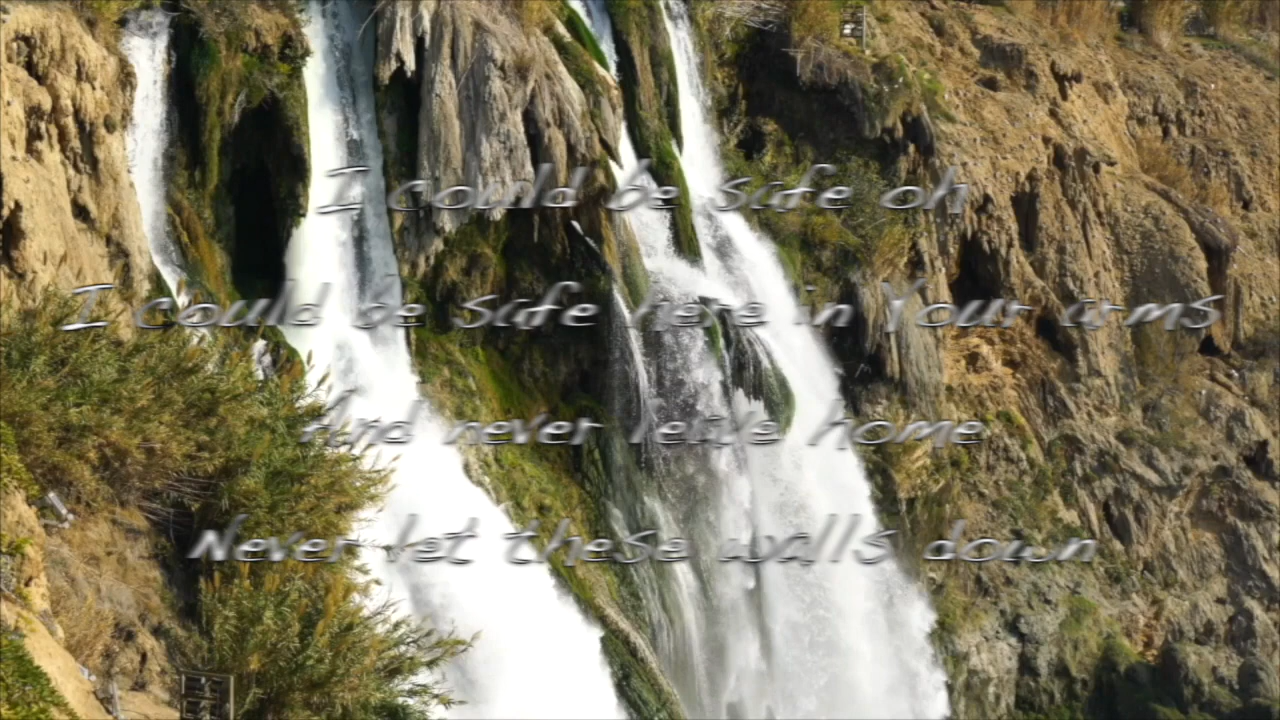 I could be safe oh
I could be safe here in Your arms
And never leave home
Never let these walls down